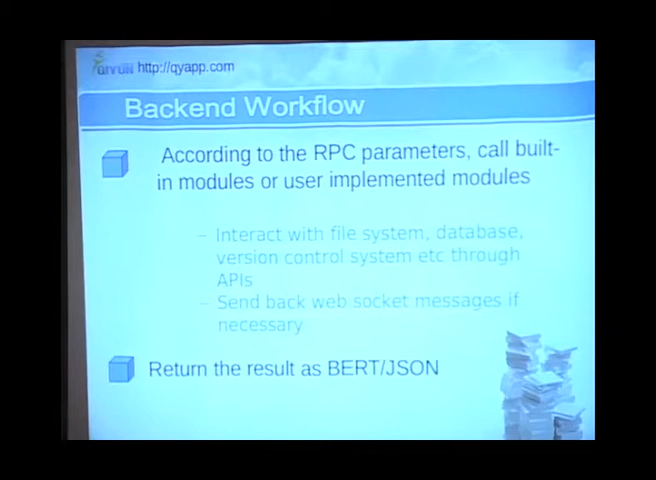 QIYUN http://qyapp.com
Backend Workflow
According to the RPC parameters, call built-
in modules or user implemented modules
– Interact with file system, database,
version control system etc through
APIs
– Send back web socket messages if
necessary
Return the result as BERT/JSON